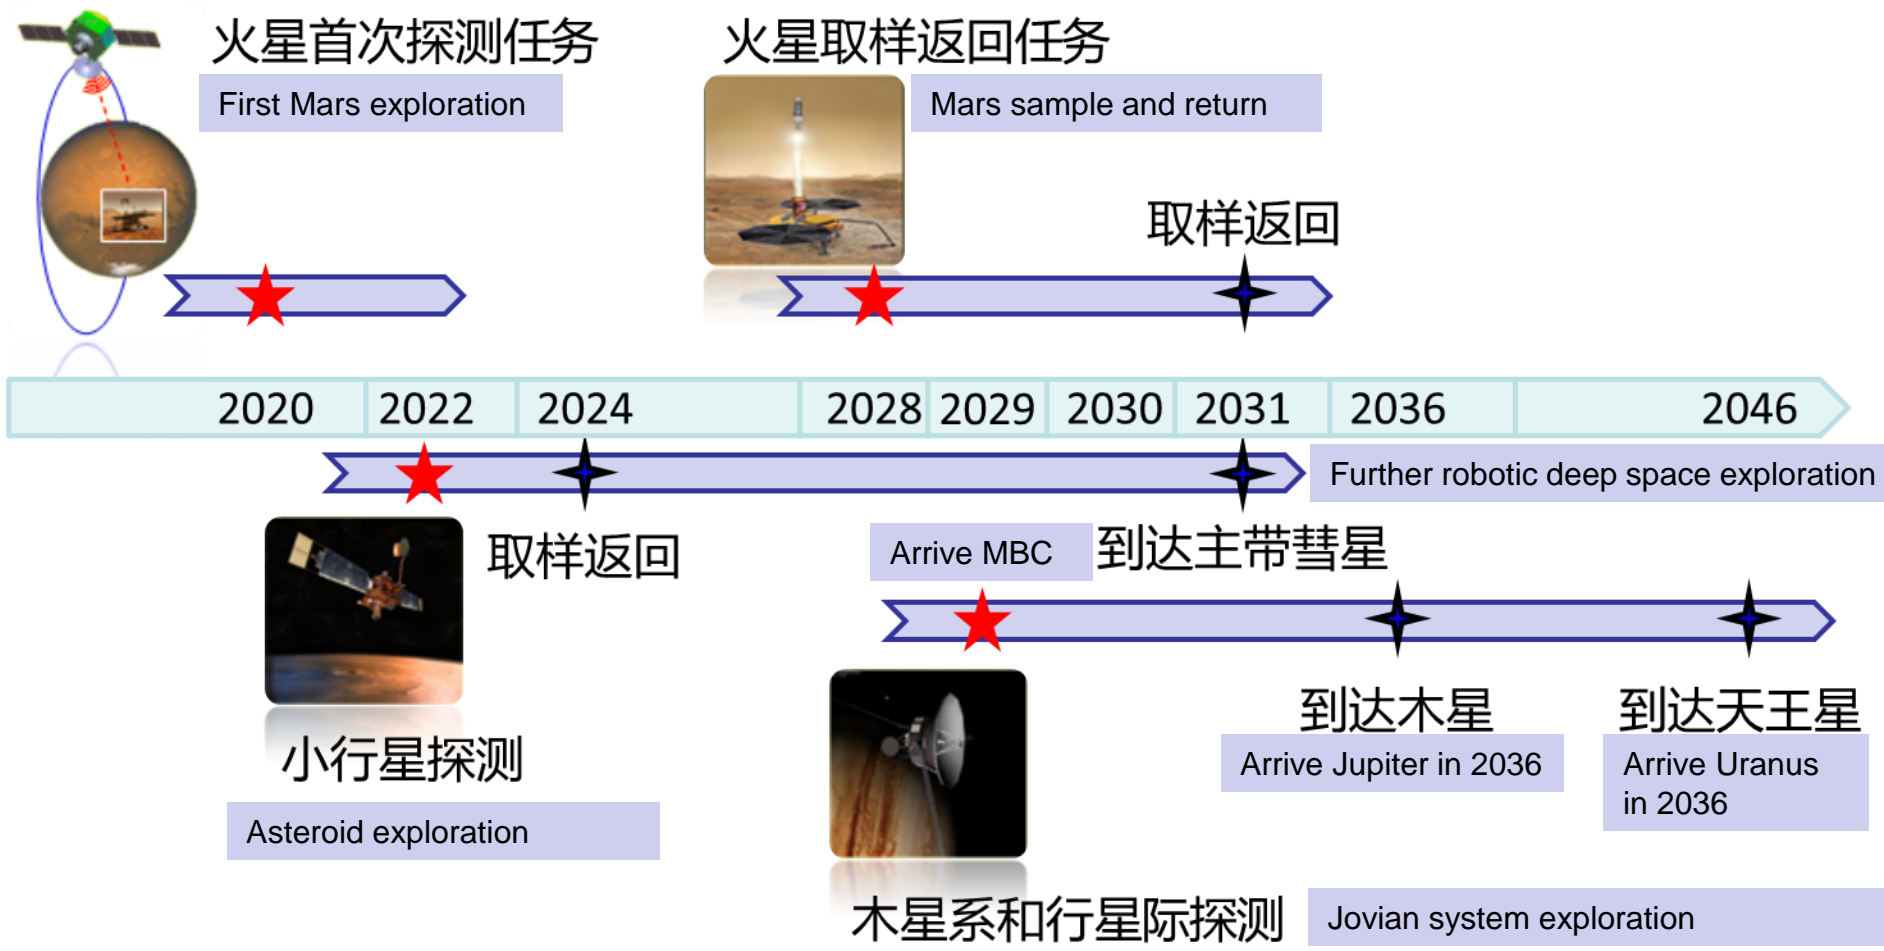 火星首次探测任务
First Mars exploration
火星取样返回任务
Mars sample and return
取样返回
2020 2022 2024 2028 2029 2030 2031 2036 2046
Further robotic deep space exploration
取样返回
Arrive MBC
到达主带彗星
小行星探测
Asteroid exploration
到达木星
Arrive Jupiter in 2036
到达天王星
Arrive Uranus
in 2036
木星系和行星际探测
Jovian system exploration